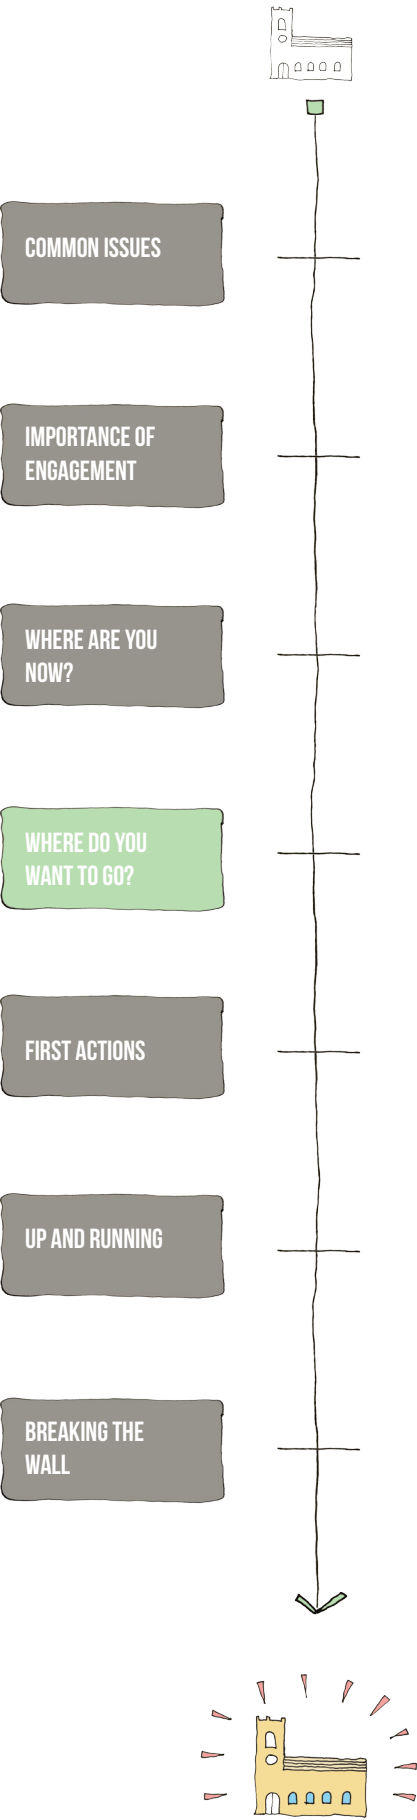 COMMON ISSUES
IMPORTANCE OF
ENGAGEMENT
WHERE ARE YOU
NOW?
WHERE DO YOU
WANT TO GO?
FIRST ACTIONS
UP AND RUNNING
BREAKING THE
WALL